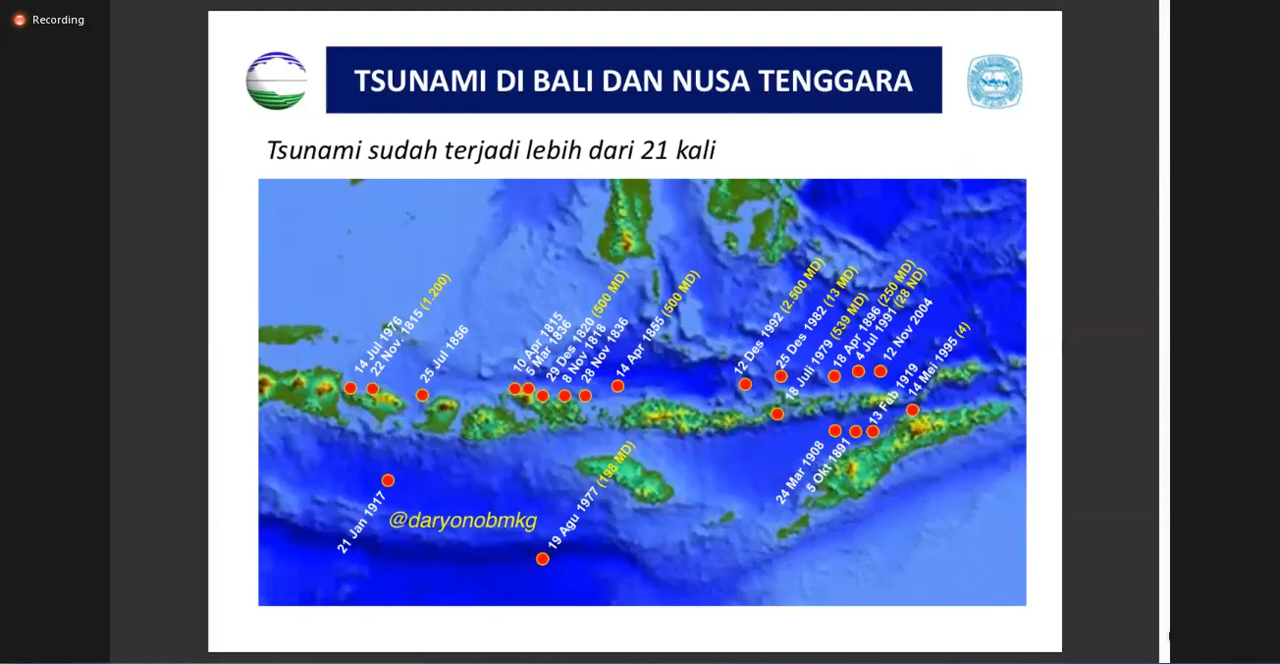 Recording
TSUNAMI DI BALI DAN NUSA TENGGARA
Tsunami sudah terjadi lebih dari 21 kali
14 Jul 1976
22 Nov 1815 (1.200)
25 Jul 1856
10 Apr 1815
5 Mar 1836
29 Des 1820 (500 MD)
8 Nov 1818
28 Nov 1836
14 Apr 1855 (500 MD)
12 Des 1992 (2.500 MD)
25 Des 1982 (13 MD)
18 Juli 1979 (539 MD)
18 Apr 1896 (250 MD)
4 Jul 1991 (28 ND)
12 Nov 2004
13 Feb 1919
14 Mei 1995 (4)
24 Mar 1908
5 Okt 1891
21 Jan 1917
19 Agu 1977 (198 MD)
@daryonobmkg